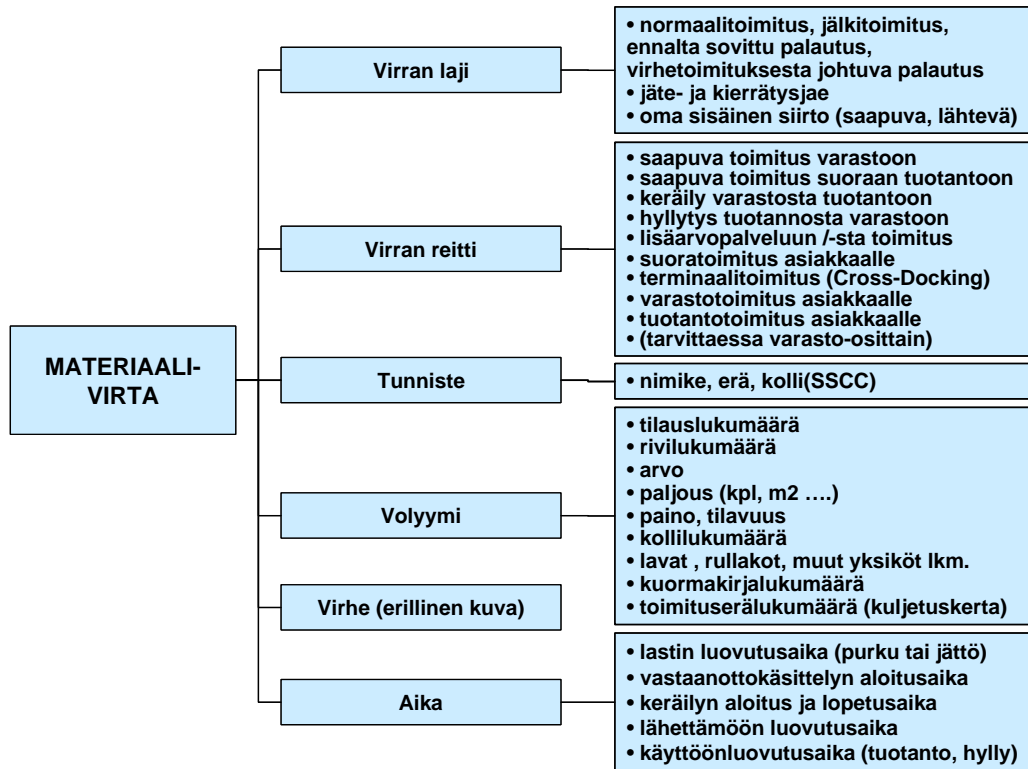 MATERIAALI-
VIRTA
Virran laji
• normaalitoimitus, jälkitoimitus,
ennalta sovittu palautus,
virhetoimituksesta johtuva palautus
• jäte- ja kierrätysjae
• oma sisäinen siirto (saapuva, lähtevä)
Virran reitti
• saapuva toimitus varastoon
• saapuva toimitus suoraan tuotantoon
• keräily varastosta tuotantoon
• hyllytys tuotannosta varastoon
• lisäarvopalveluun /-sta toimitus
• suoratoimitus asiakkaalle
• terminaalitoimitus (Cross-Docking)
• varastotoimitus asiakkaalle
• tuotantotoimitus asiakkaalle
• (tarvittaessa varasto-osittain)
Tunniste
• nimike, erä, kolli(SSCC)
Volyymi
• tilauslukumäärä
• rivilukumäärä
• arvo
• paljous (kpl, m2 ….)
• paino, tilavuus
• kollilukumäärä
• lavat , rullakot, muut yksiköt lkm.
• kuormakirjalukumäärä
• toimituserälukumäärä (kuljetuskerta)
Virhe (erillinen kuva)
Aika
• lastin luovutusaika (purku tai jättö)
• vastaanottokäsittelyn aloitusaika
• keräilyn aloitus ja lopetusaika
• lähettämöön luovutusaika
• käyttöönluovutusaika (tuotanto, hylly)